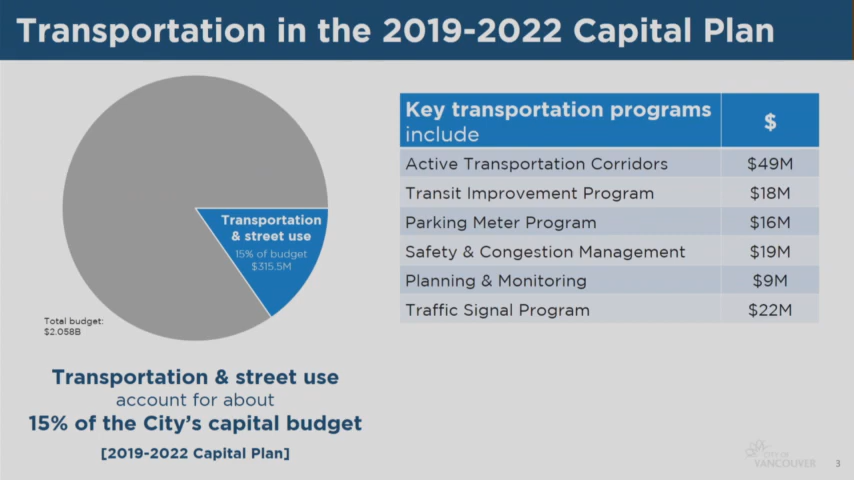 Transportation in the 2019-2022 Capital Plan
Transportation
& street use
15% of budget
$315.5M
Total budget:
$2.058B
Transportation & street use
account for about
15% of the City's capital budget
[2019-2022 Capital Plan]
Key transportation programs
include
$
Active Transportation Corridors $49M
Transit Improvement Program $18M
Parking Meter Program $16M
Safety & Congestion Management $19M
Planning & Monitoring $9M
Traffic Signal Program $22M
CITY OF
VANCOUVER
3